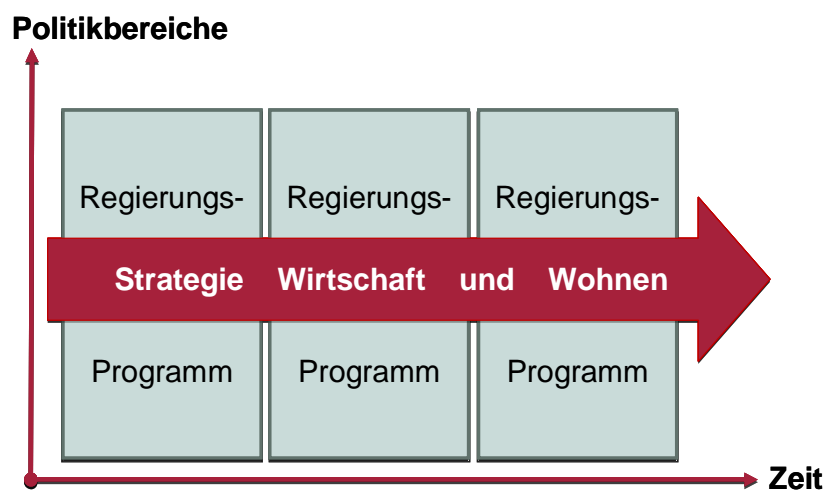 Politikbereiche
Regierungs- Regierungs- Regierungs-
Strategie Wirtschaft und Wohnen
Programm Programm Programm
Zeit